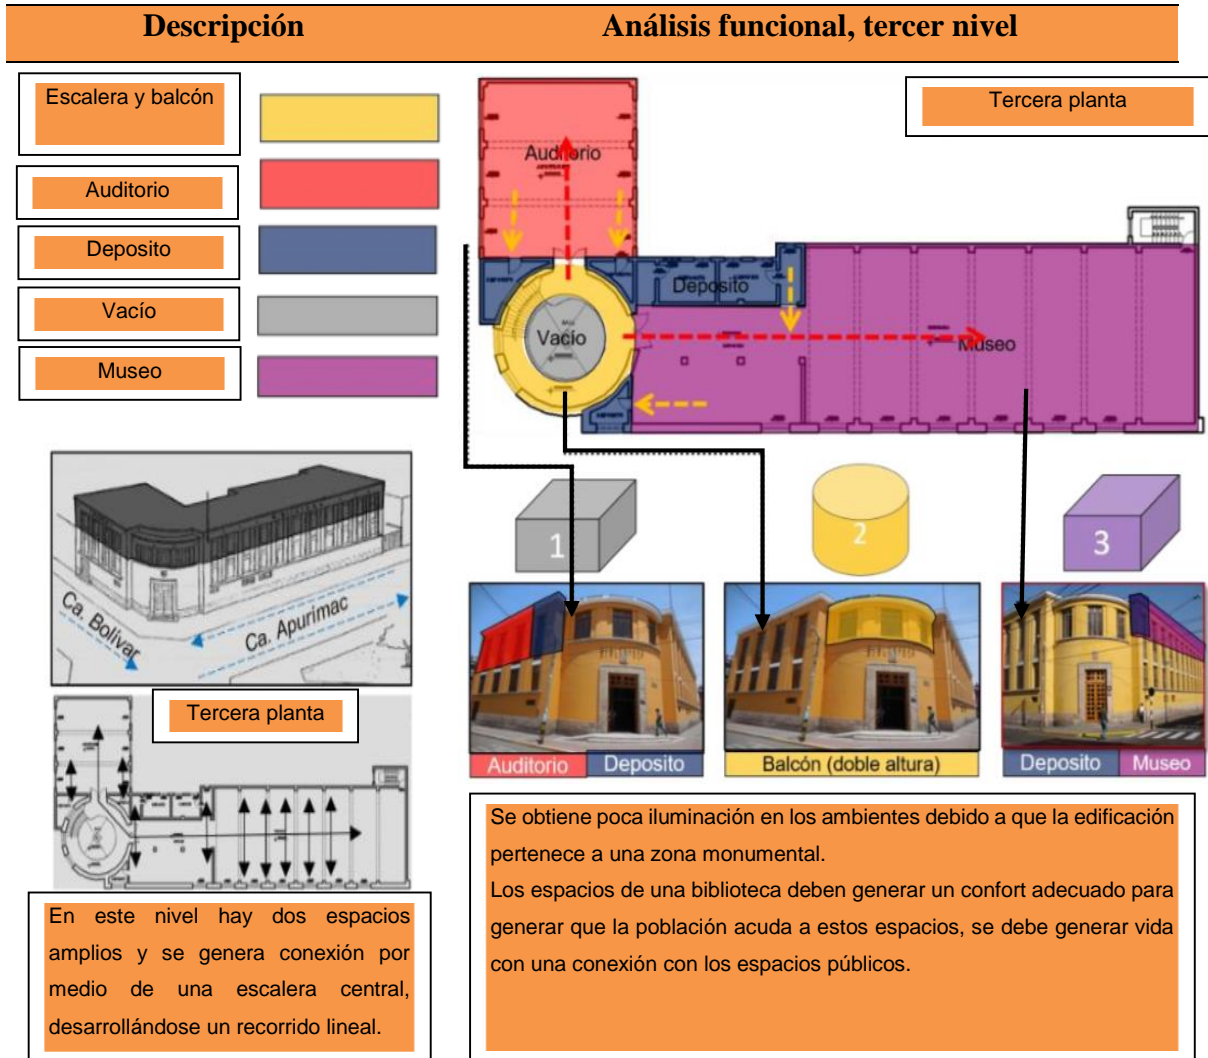 Descripción
Análisis funcional, tercer nivel
Escalera y balcón
Auditorio
Deposito
Vacío
Museo
Tercera planta
Auditorio
Deposito
Vacío
Museo
Ca. Bolívar
Ca. Apurimac
Tercera planta
1
2
3
Auditorio
Deposito
Balcón (doble altura)
Deposito
Museo
En este nivel hay dos espacios
amplios y se genera conexión por
medio de una escalera central,
desarrollándose un recorrido lineal.
Se obtiene poca iluminación en los ambientes debido a que la edificación
pertenece a una zona monumental.
Los espacios de una biblioteca deben generar un confort adecuado para
generar que la población acuda a estos espacios, se debe generar vida
con una conexión con los espacios públicos.